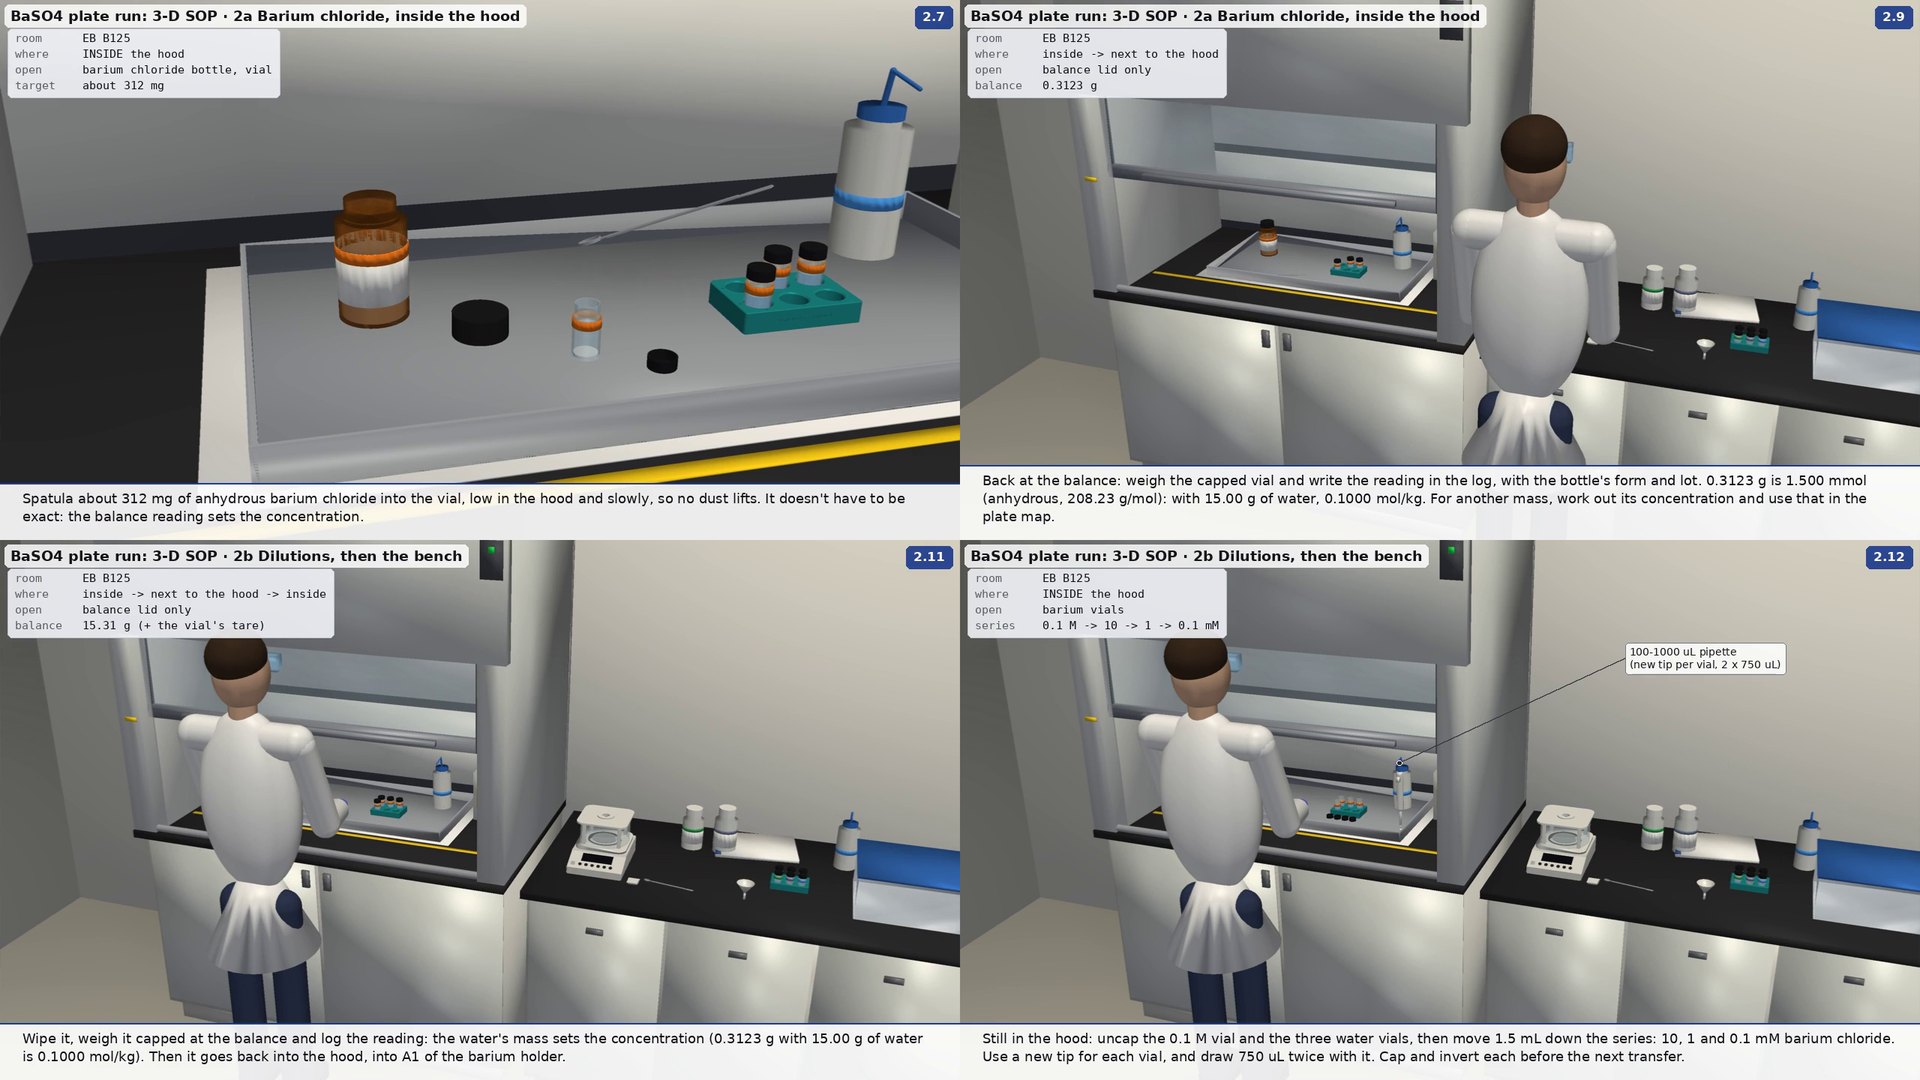 BaSO4 plate run: 3-D SOP · 2a Barium chloride, inside the hood
2.7
room EB B125
where INSIDE the hood
open barium chloride bottle, vial
target about 312 mg
Spatula about 312 mg of anhydrous barium chloride into the vial, low in the hood and slowly, so no dust lifts. It doesn't have to be
exact: the balance reading sets the concentration.
BaSO4 plate run: 3-D SOP · 2a Barium chloride, inside the hood
2.9
room EB B125
where inside -> next to the hood
open balance lid only
balance 0.3123 g
Back at the balance: weigh the capped vial and write the reading in the log, with the bottle's form and lot. 0.3123 g is 1.500 mmol
(anhydrous, 208.23 g/mol): with 15.00 g of water, 0.1000 mol/kg. For another mass, work out its concentration and use that in the
plate map.
BaSO4 plate run: 3-D SOP · 2b Dilutions, then the bench
2.11
room EB B125
where inside -> next to the hood -> inside
open balance lid only
balance 15.31 g (+ the vial's tare)
Wipe it, weigh it capped at the balance and log the reading: the water's mass sets the concentration (0.3123 g with 15.00 g of water
is 0.1000 mol/kg). Then it goes back into the hood, into A1 of the barium holder.
BaSO4 plate run: 3-D SOP · 2b Dilutions, then the bench
2.12
room EB B125
where INSIDE the hood
open barium vials
series 0.1 M -> 10 -> 1 -> 0.1 mM
100-1000 uL pipette
(new tip per vial, 2 x 750 uL)
Still in the hood: uncap the 0.1 M vial and the three water vials, then move 1.5 mL down the series: 10, 1 and 0.1 mM barium chloride.
Use a new tip for each vial, and draw 750 uL twice with it. Cap and invert each before the next transfer.